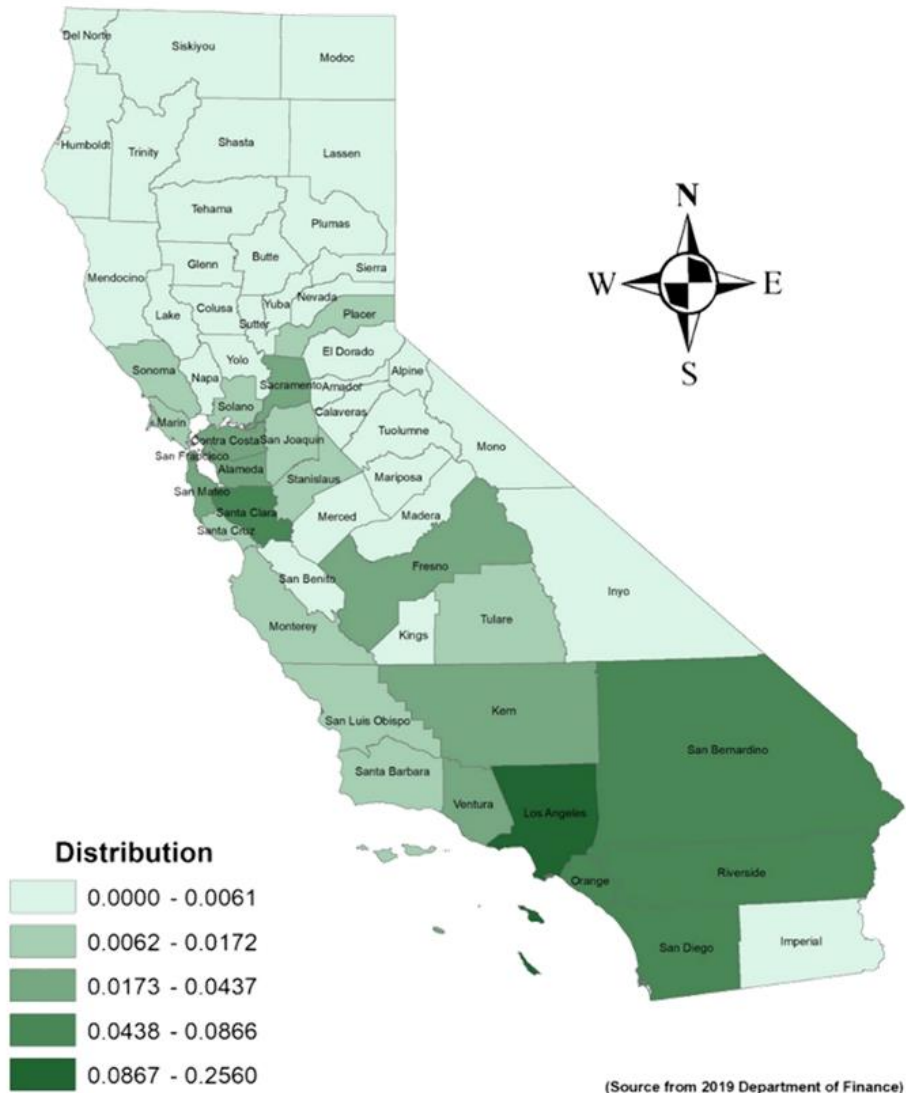 Del Norte
Siskiyou
Modoc
Humboldt
Trinity
Shasta
Lassen
Tehama
Plumas
Mendocino
Glenn
Butte
Sierra
Lake
Colusa
Sutter
Yuba
Nevada
Placer
Sonoma
Napa
Yolo
El Dorado
Sacramento
Amador
Alpine
Solano
Marin
Calaveras
Contra Costa
San Joaquin
Tuolumne
Mono
San Francisco
Alameda
Stanislaus
Mariposa
San Mateo
Santa Clara
Merced
Madera
Santa Cruz
San Benito
Fresno
Inyo
Monterey
Kings
Tulare
San Luis Obispo
Kern
San Bernardino
Santa Barbara
Ventura
Los Angeles
Orange
Riverside
San Diego
Imperial
N
W
E
S
Distribution
0.0000 - 0.0061
0.0062 - 0.0172
0.0173 - 0.0437
0.0438 - 0.0866
0.0867 - 0.2560
(Source from 2019 Department of Finance)